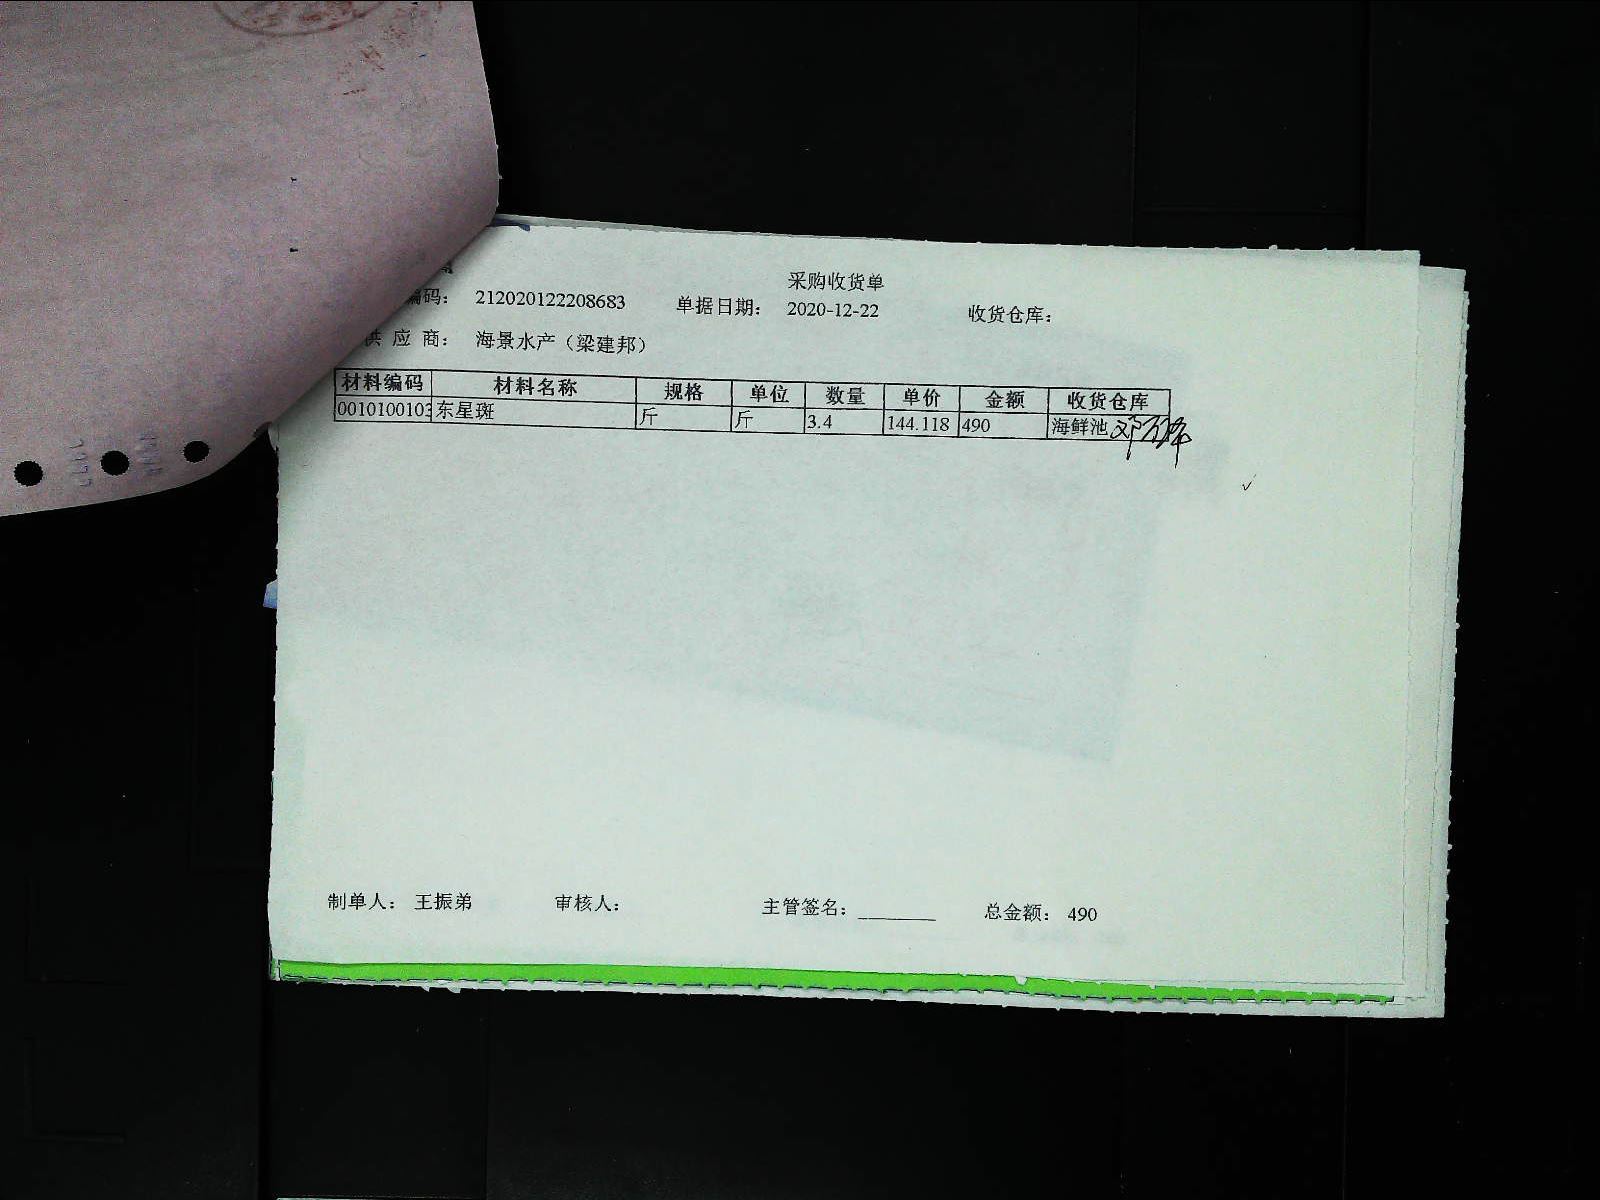 采购收货单
编码： 212020122208683 单据日期： 2020-12-22 收货仓库：
供 应 商： 海景水产（梁建邦）
材料编码 材料名称 规格 单位 数量 单价 金额 收货仓库
0010100103 东星斑 斤 斤 3.4 144.118 490 海鲜池
制单人： 王振弟 审核人： 主管签名：________ 总金额： 490